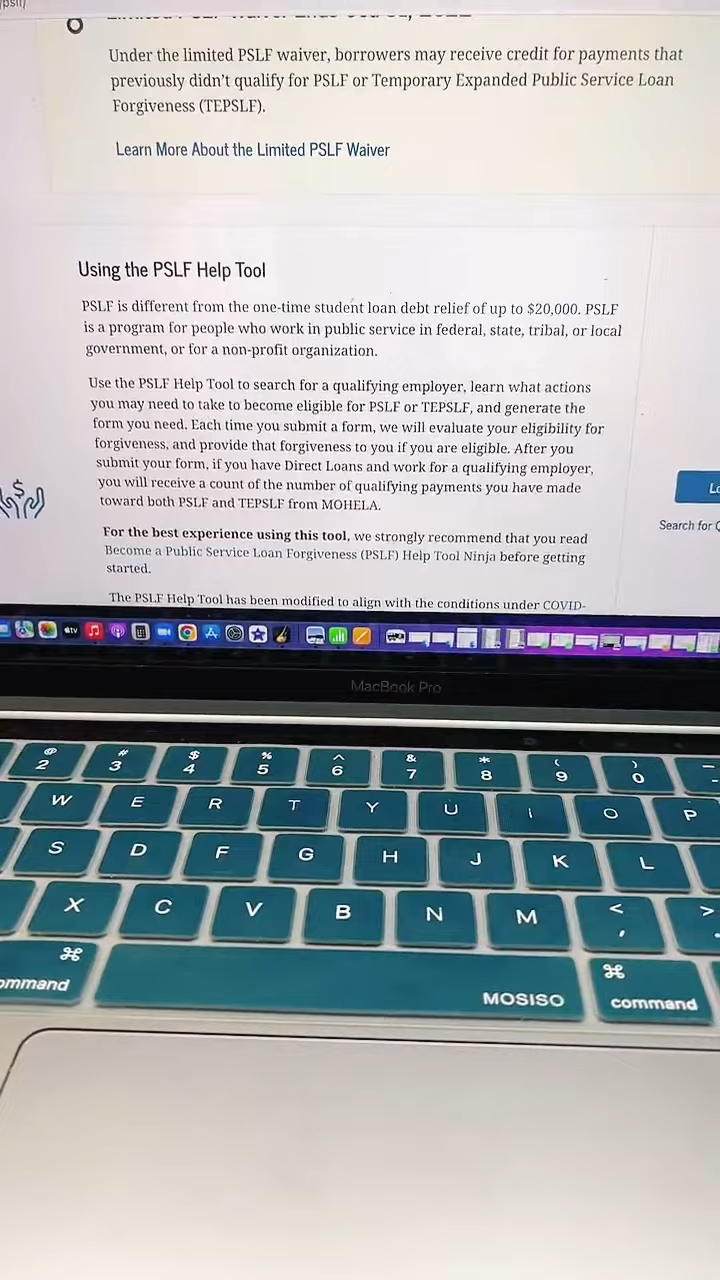 /pslf/
Limited PSLF Waiver Ends Oct 31, 2022
Under the limited PSLF waiver, borrowers may receive credit for payments that
previously didn't qualify for PSLF or Temporary Expanded Public Service Loan
Forgiveness (TEPSLF).
Learn More About the Limited PSLF Waiver
Using the PSLF Help Tool
PSLF is different from the one-time student loan debt relief of up to $20,000. PSLF
is a program for people who work in public service in federal, state, tribal, or local
government, or for a non-profit organization.
Use the PSLF Help Tool to search for a qualifying employer, learn what actions
you may need to take to become eligible for PSLF or TEPSLF, and generate the
form you need. Each time you submit a form, we will evaluate your eligibility for
forgiveness, and provide that forgiveness to you if you are eligible. After you
submit your form, if you have Direct Loans and work for a qualifying employer,
you will receive a count of the number of qualifying payments you have made
toward both PSLF and TEPSLF from MOHELA.
Lo
Search for Q
For the best experience using this tool, we strongly recommend that you read
Become a Public Service Loan Forgiveness (PSLF) Help Tool Ninja before getting
started.
The PSLF Help Tool has been modified to align with the conditions under COVID-
tv
MacBook Pro
@ # $ % ^ & * ( ) _
2 3 4 5 6 7 8 9 0 -
W E R T Y U I O P
S D F G H J K L
X C V B N M < >
, .
⌘ ⌘
ommand MOSISO command